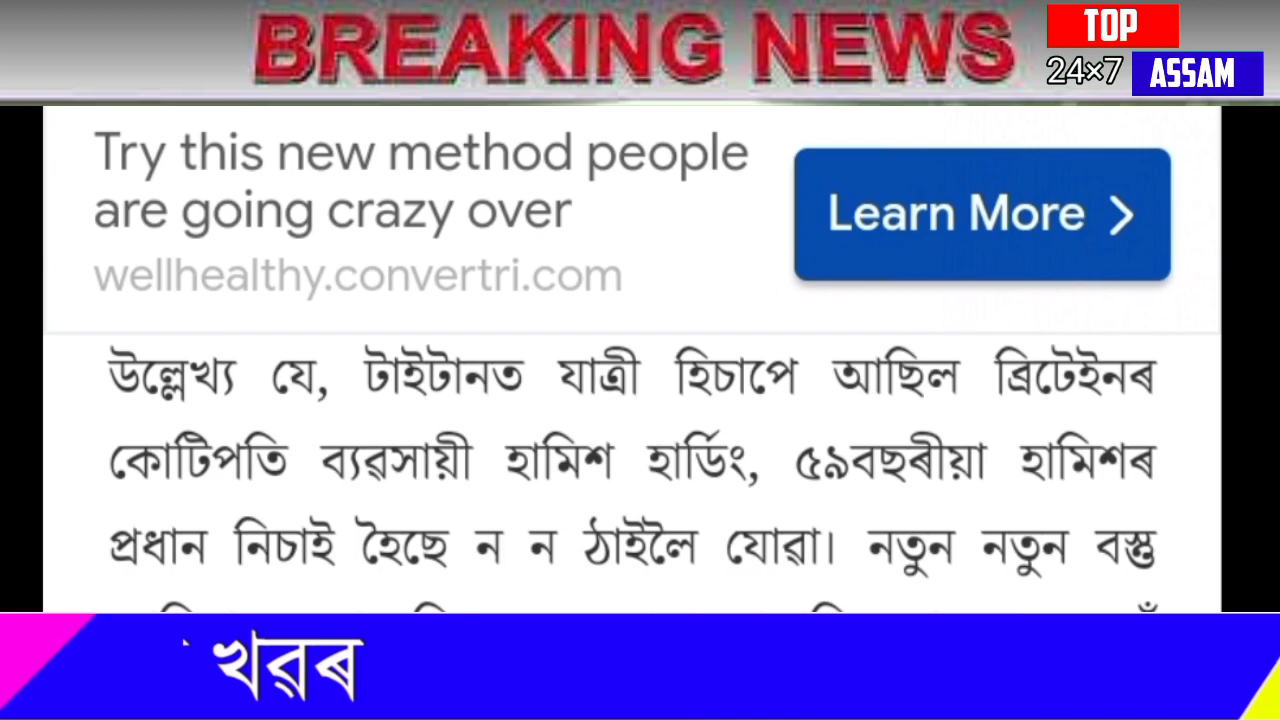 BREAKING NEWS
TOP
24×7 ASSAM
Try this new method people
are going crazy over
wellhealthy.convertri.com
Learn More >
উল্লেখ্য যে, টাইটানত যাত্ৰী হিচাপে আছিল ব্ৰিটেইনৰ
কোটিপতি ব্যৱসায়ী হামিশ হাৰ্ডিং, ৫৯বছৰীয়া হামিশৰ
প্ৰধান নিচাই হৈছে ন ন ঠাইলৈ যোৱা। নতুন নতুন বস্তু
খৱৰ